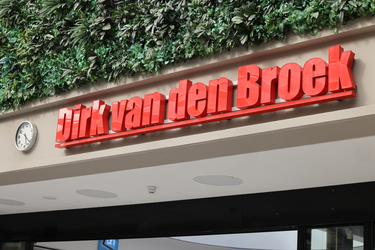 Dirk van den Broek